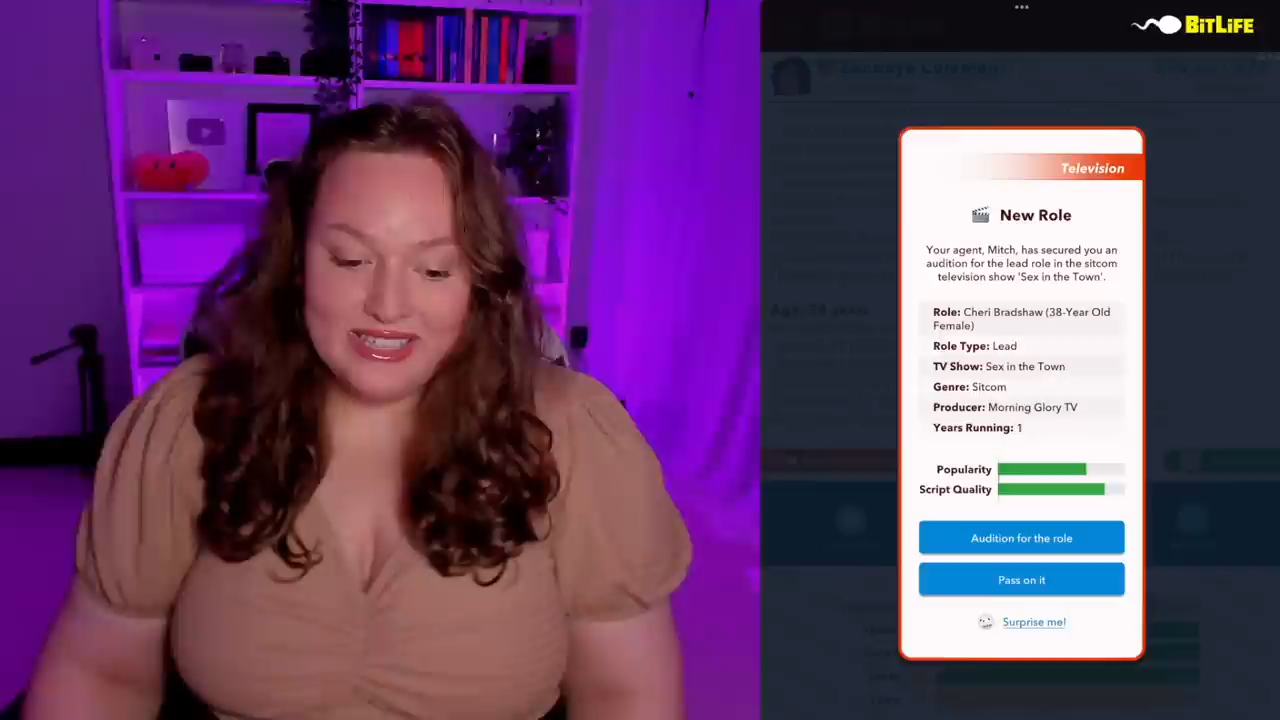 BITLIFE
Television
New Role
Your agent, Mitch, has secured you an
audition for the lead role in the sitcom
television show 'Sex in the Town'.
Role: Cheri Bradshaw (38-Year Old
Female)
Role Type: Lead
TV Show: Sex in the Town
Genre: Sitcom
Producer: Morning Glory TV
Years Running: 1
Popularity
Script Quality
Audition for the role
Pass on it
Surprise me!